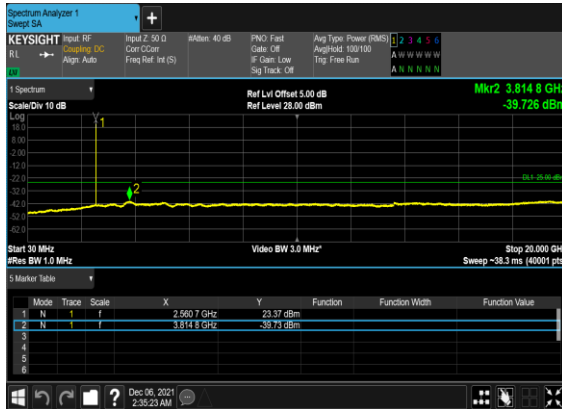 Spectrum Analyzer 1
Swept SA
KEYSIGHT
RL
LXI
Input: RF
Coupling: DC
Align: Auto
Input Z: 50 Ω
Corr CCorr
Freq Ref: Int (S)
#Atten: 40 dB
PNO: Fast
Gate: Off
IF Gain: Low
Sig Track: Off
Avg Type: Power (RMS)
Avg|Hold: 100/100
Trig: Free Run
1 2 3 4 5 6
A W W W W W
A N N N N N
1 Spectrum
Scale/Div 10 dB
Ref Lvl Offset 5.00 dB
Ref Level 28.00 dBm
Mkr2 3.814 8 GHz
-39.726 dBm
Log
18.0
8.00
-2.00
-12.0
-22.0
-32.0
-42.0
-52.0
-62.0
1
2
DL1 -25.00 dBm
Start 30 MHz
#Res BW 1.0 MHz
Video BW 3.0 MHz*
Stop 20.000 GHz
Sweep ~38.3 ms (40001 pts)
5 Marker Table
Mode Trace Scale X Y Function Function Width Function Value
1 N 1 f 2.560 7 GHz 23.37 dBm
2 N 1 f 3.814 8 GHz -39.73 dBm
3
4
5
6
?
Dec 06, 2021
2:35:23 AM